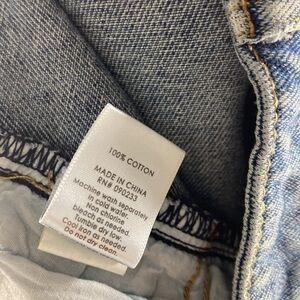 100% COTTON
MADE IN CHINA
RN# 090233
Machine wash separately
in cold water.
Non chlorine
bleach as needed.
Tumble dry low.
Cool iron as needed.
Do not dry clean.